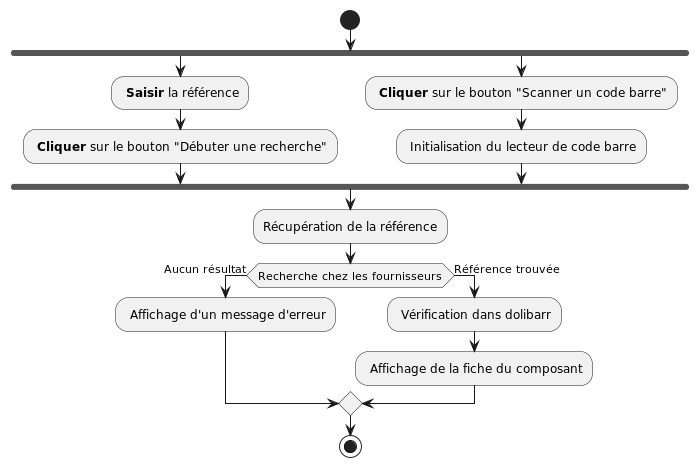 Saisir la référence
Cliquer sur le bouton "Scanner un code barre"
Cliquer sur le bouton "Débuter une recherche"
Initialisation du lecteur de code barre
Récupération de la référence
Aucun résultat
Recherche chez les fournisseurs
Référence trouvée
Affichage d'un message d'erreur
Vérification dans dolibarr
Affichage de la fiche du composant